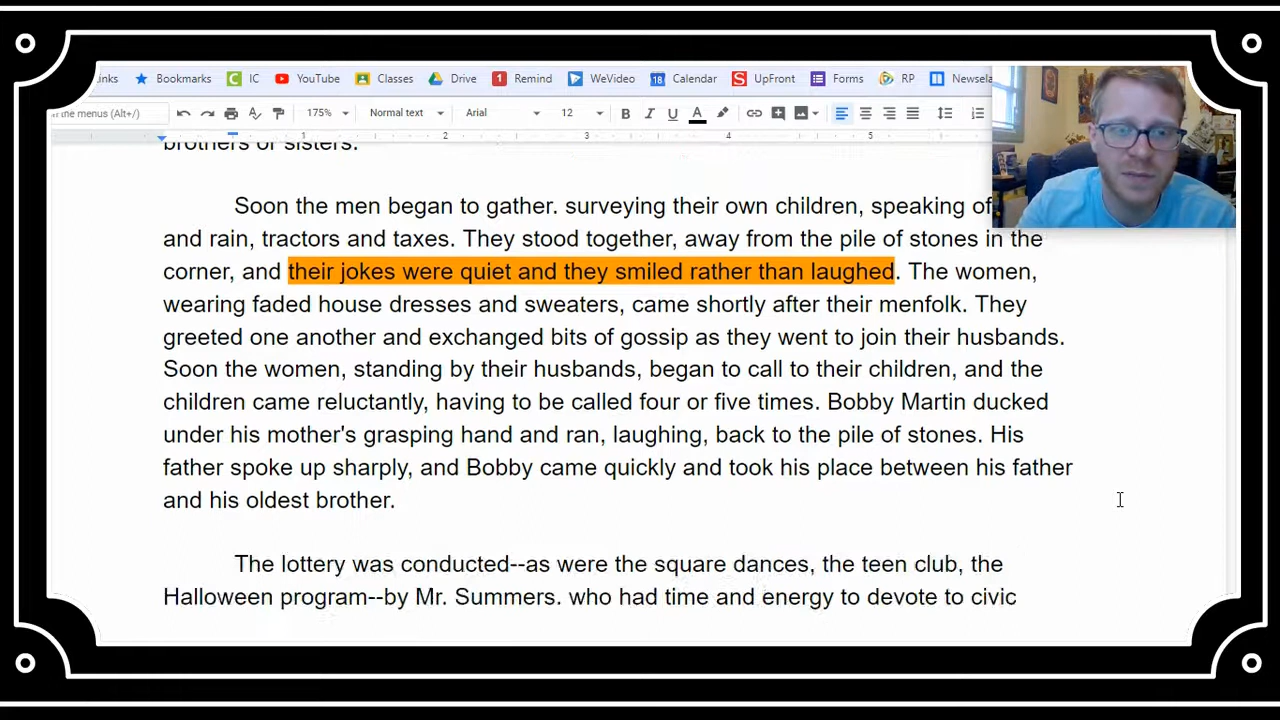 inks Bookmarks IC YouTube Classes Drive Remind WeVideo Calendar UpFront Forms RP Newsela
n the menus (Alt+/) 175% Normal text Arial 12 B I U A
1 2 3 4 5
brothers or sisters.
Soon the men began to gather. surveying their own children, speaking of
and rain, tractors and taxes. They stood together, away from the pile of stones in the
corner, and their jokes were quiet and they smiled rather than laughed. The women,
wearing faded house dresses and sweaters, came shortly after their menfolk. They
greeted one another and exchanged bits of gossip as they went to join their husbands.
Soon the women, standing by their husbands, began to call to their children, and the
children came reluctantly, having to be called four or five times. Bobby Martin ducked
under his mother's grasping hand and ran, laughing, back to the pile of stones. His
father spoke up sharply, and Bobby came quickly and took his place between his father
and his oldest brother.
The lottery was conducted--as were the square dances, the teen club, the
Halloween program--by Mr. Summers. who had time and energy to devote to civic